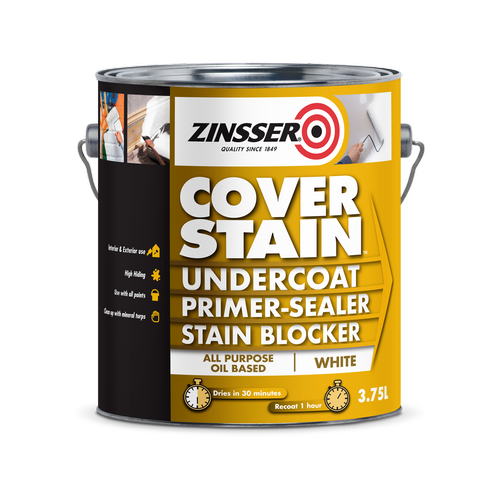 ZINSSER
QUALITY SINCE 1849
COVER
STAIN™
UNDERCOAT
PRIMER-SEALER
STAIN BLOCKER
ALL PURPOSE
OIL BASED
WHITE
Interior & Exterior use
High Hiding
Use with all paints
Clean up with mineral turps
Dries in 30 minutes
Recoat 1 hour
3.75L